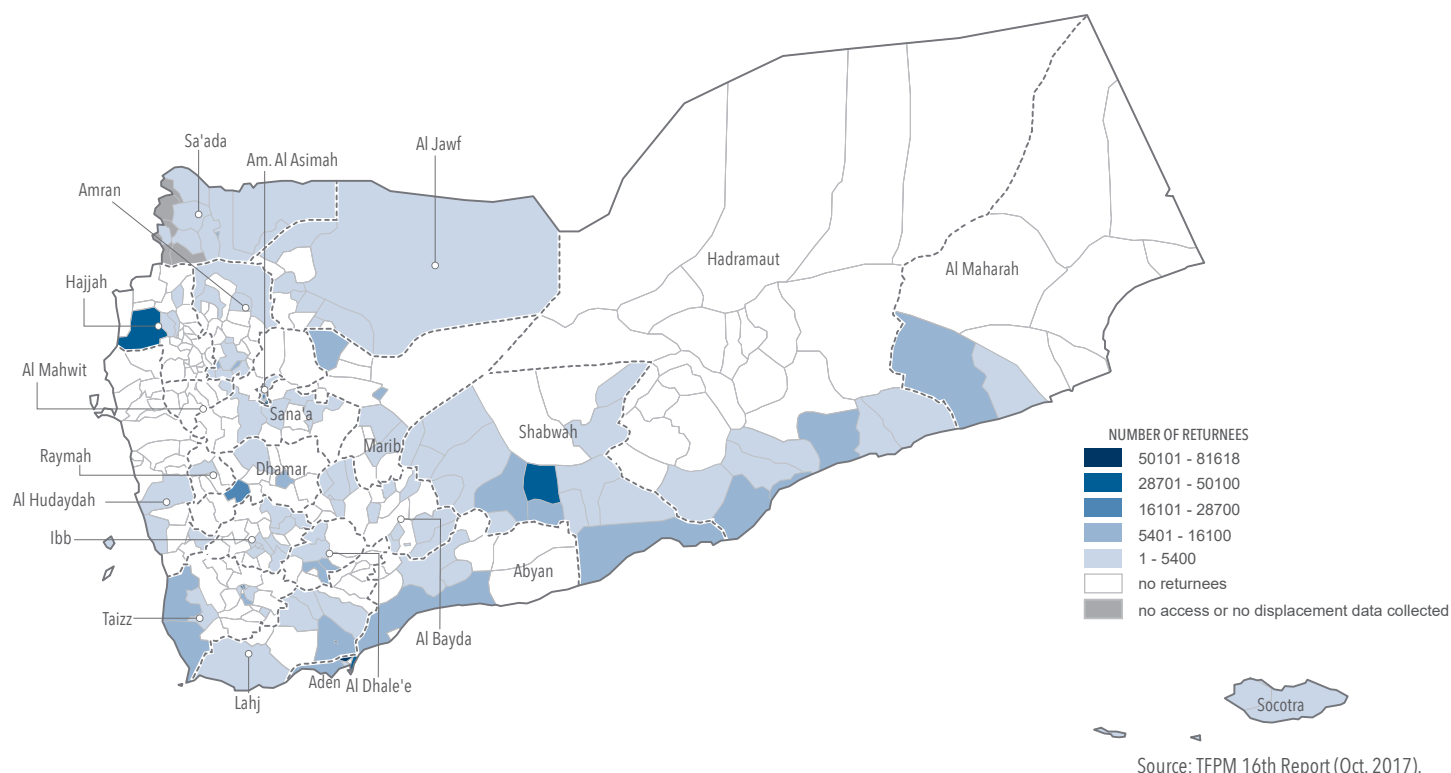 Sa'ada
Am. Al Asimah
Al Jawf
Amran
Hadramaut
Al Maharah
Hajjah
Al Mahwit
Sana'a
Shabwah
Marib
Raymah
Dhamar
Al Hudaydah
Ibb
Abyan
Taizz
Al Bayda
Aden
Al Dhale'e
Lahj
NUMBER OF RETURNEES
50101 - 81618
28701 - 50100
16101 - 28700
5401 - 16100
1 - 5400
no returnees
no access or no displacement data collected
Socotra
Source: TFPM 16th Report (Oct. 2017).